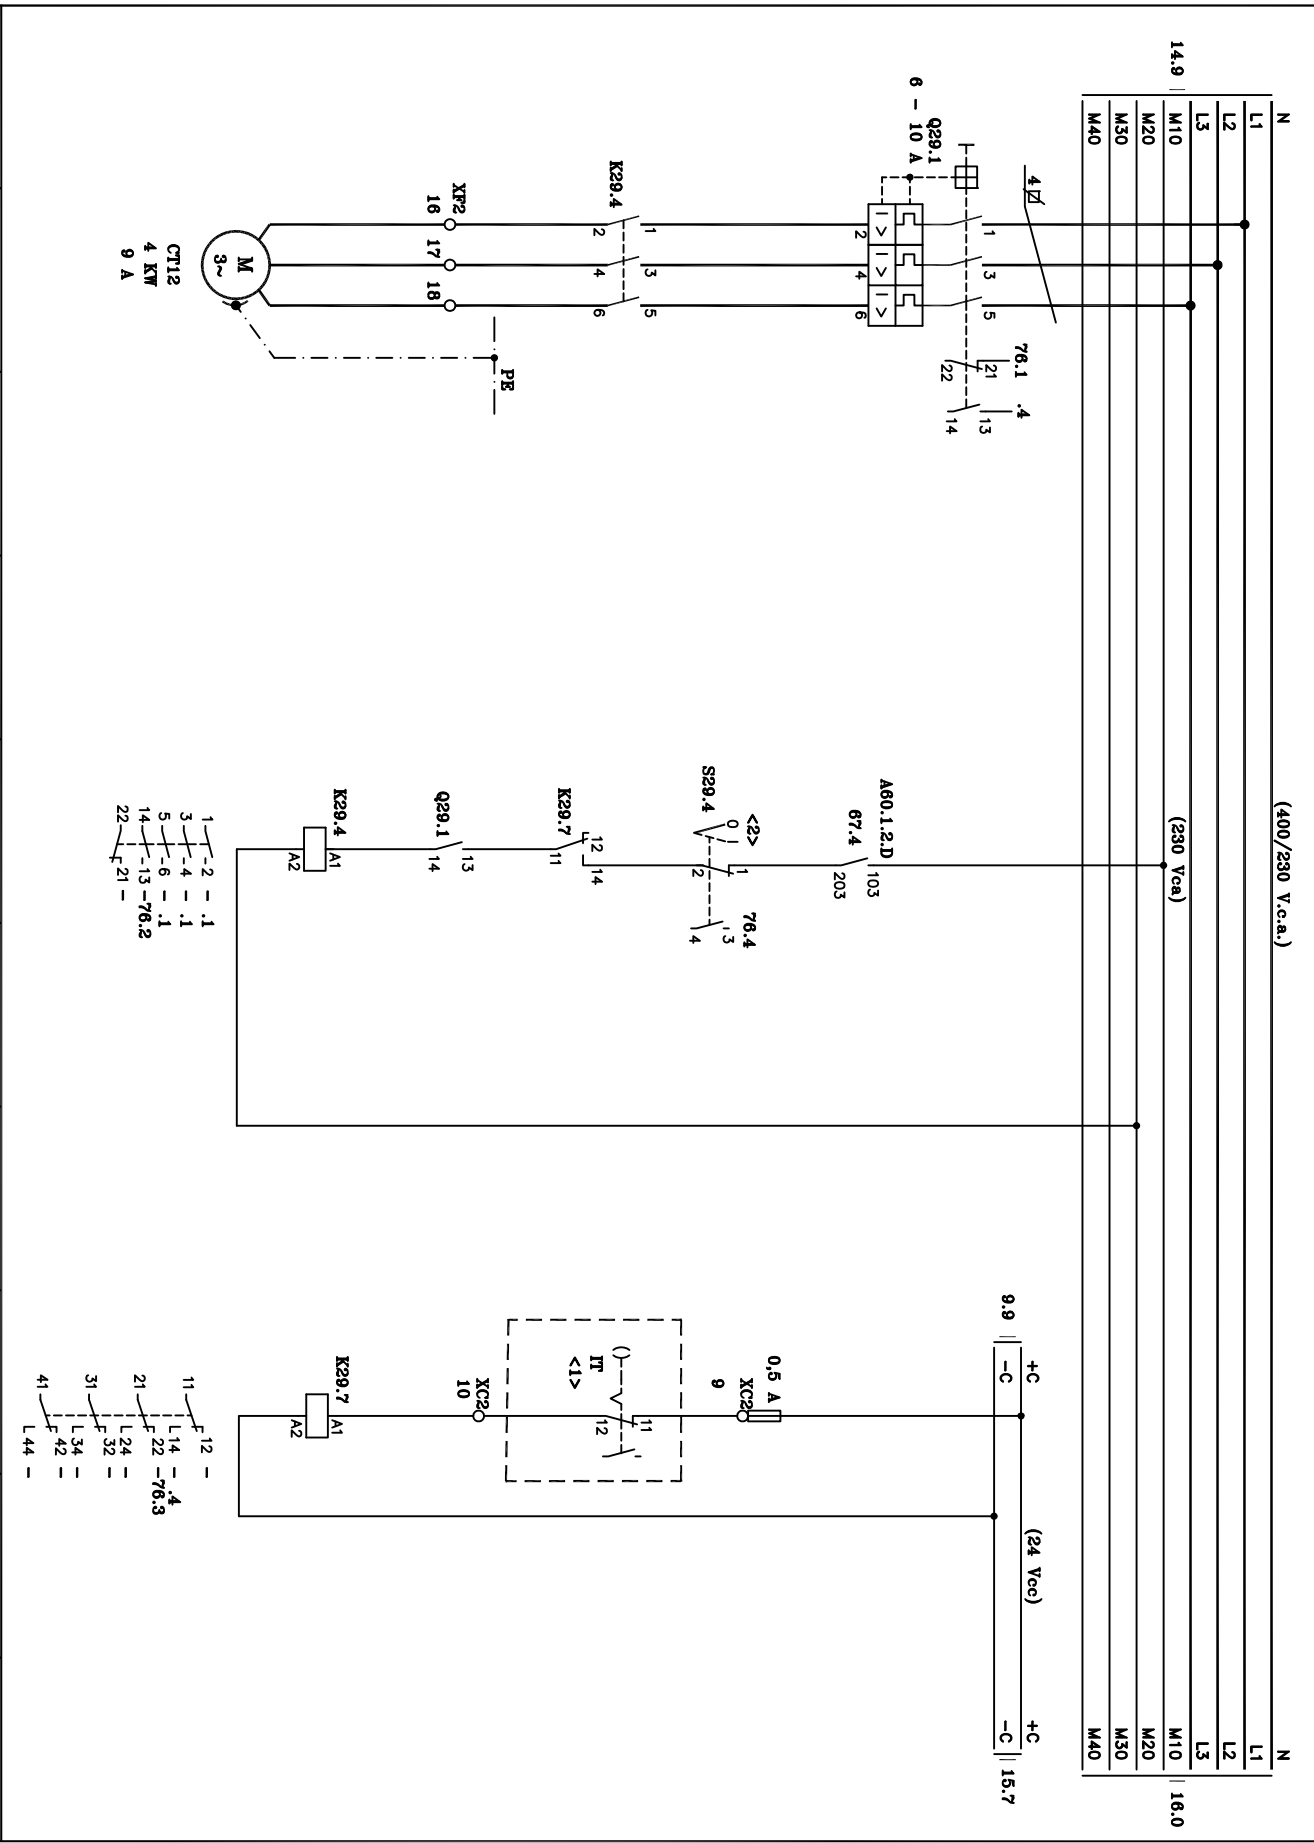 N
L1
L2
L3
M10
M20
M30
M40
14.9
(400/230 V.c.a.)
(230 Vca)
N
L1
L2
L3
M10
M20
M30
M40
16.0
4
Q29.1
6 - 10 A
1
3
5
2
4
6
76.1
21
22
.4
13
14
K29.4
1
3
5
2
4
6
XF2
16
17
18
PE
M
3~
CT12
4 KW
9 A
A60.1.2.D
67.4
103
203
<2>
0
I
S29.4
1
2
76.4
3
4
K29.7
12
14
11
Q29.1
13
14
K29.4
A1
A2
1 -2 - .1
3 -4 - .1
5 -6 - .1
14 -13 -76.2
22 -21 -
9.9
+C
-C
(24 Vcc)
+C
-C
15.7
0,5 A
XC2
9
IT
<1>
11
12
XC2
10
K29.7
A1
A2
11 12 -
14 - .4
21 22 -76.3
24 -
31 32 -
34 -
41 42 -
44 -